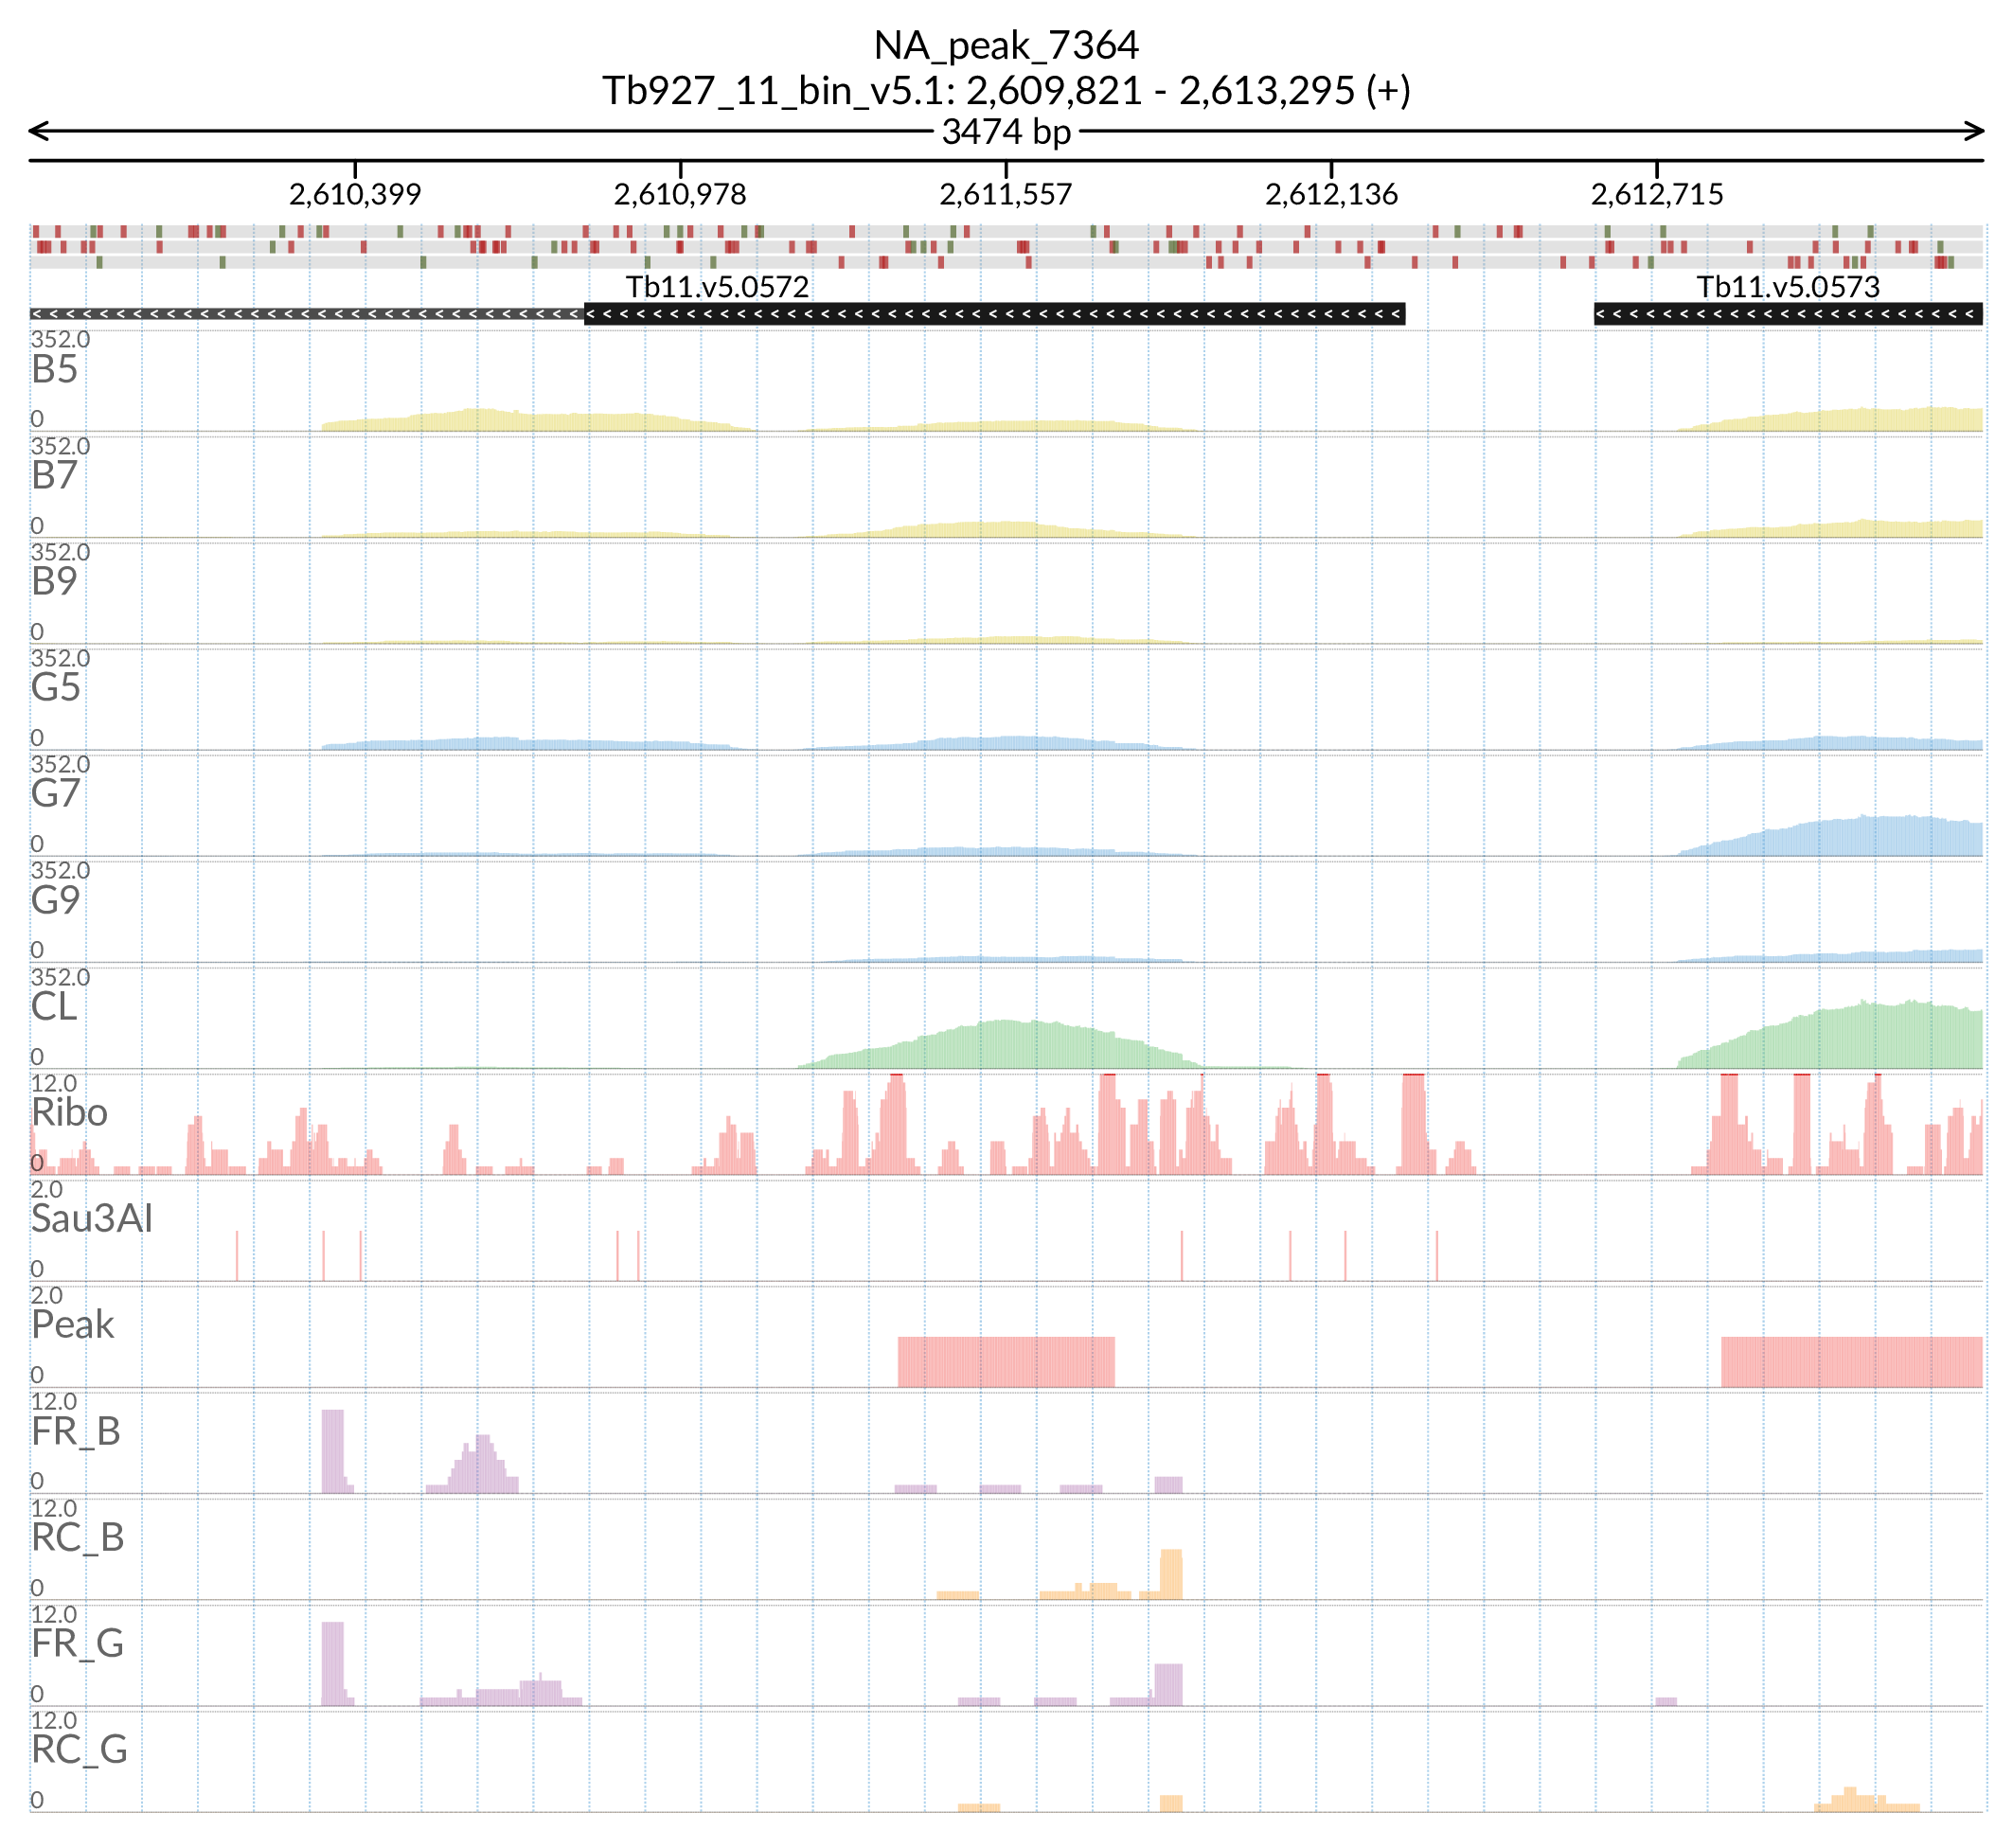 NA_peak_7364
Tb927_11_bin_v5.1: 2,609,821 - 2,613,295 (+)
3474 bp
2,610,399 2,610,978 2,611,557 2,612,136 2,612,715
Tb11.v5.0572 Tb11.v5.0573
352.0
B5
0
352.0
B7
0
352.0
B9
0
352.0
G5
0
352.0
G7
0
352.0
G9
0
352.0
CL
0
12.0
Ribo
0
2.0
Sau3AI
0
2.0
Peak
0
12.0
FR_B
0
12.0
RC_B
0
12.0
FR_G
0
12.0
RC_G
0